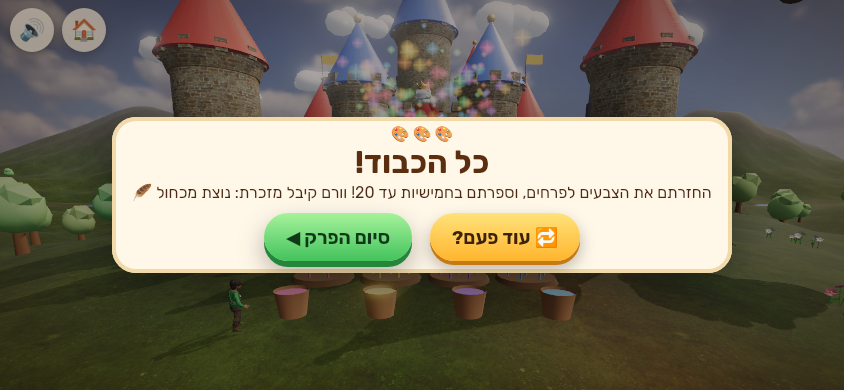 כל הכבוד!
החזרתם את הצבעים לפרחים, וספרתם בחמישיות עד 20! וורם קיבל מזכרת: נוצת מכחול 🪶
🔁 עוד פעם?
סיום הפרק ◀